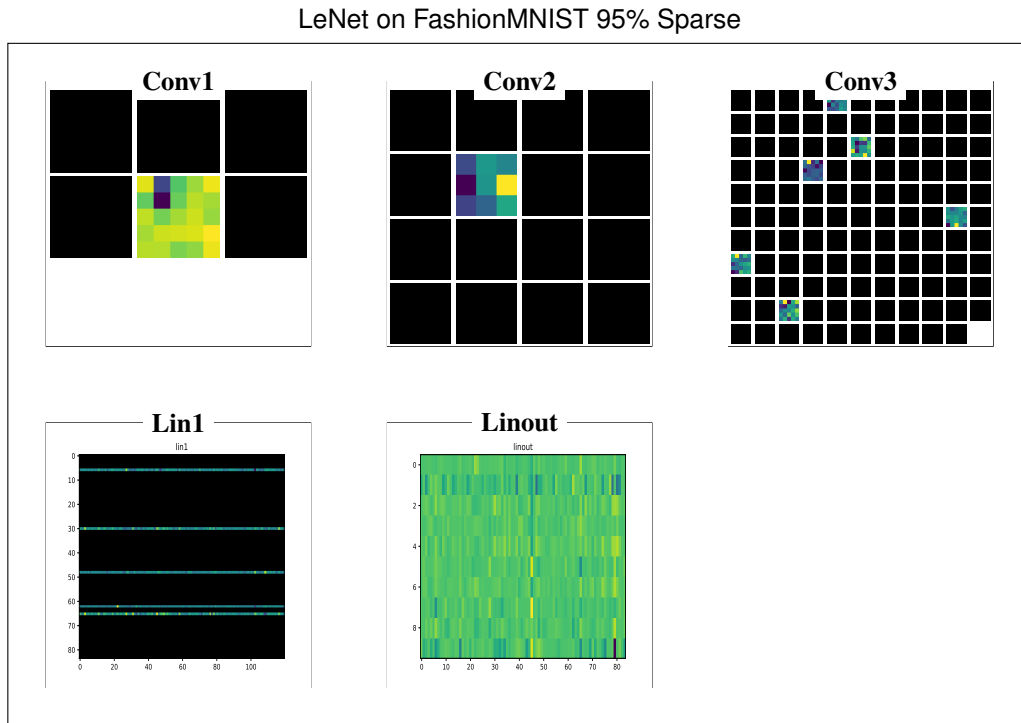 LeNet on FashionMNIST 95% Sparse
Conv1
Conv2
Conv3
Lin1
lin1
0
10
20
30
40
50
60
70
80
0 20 40 60 80 100
Linout
linout
0
2
4
6
8
0 10 20 30 40 50 60 70 80